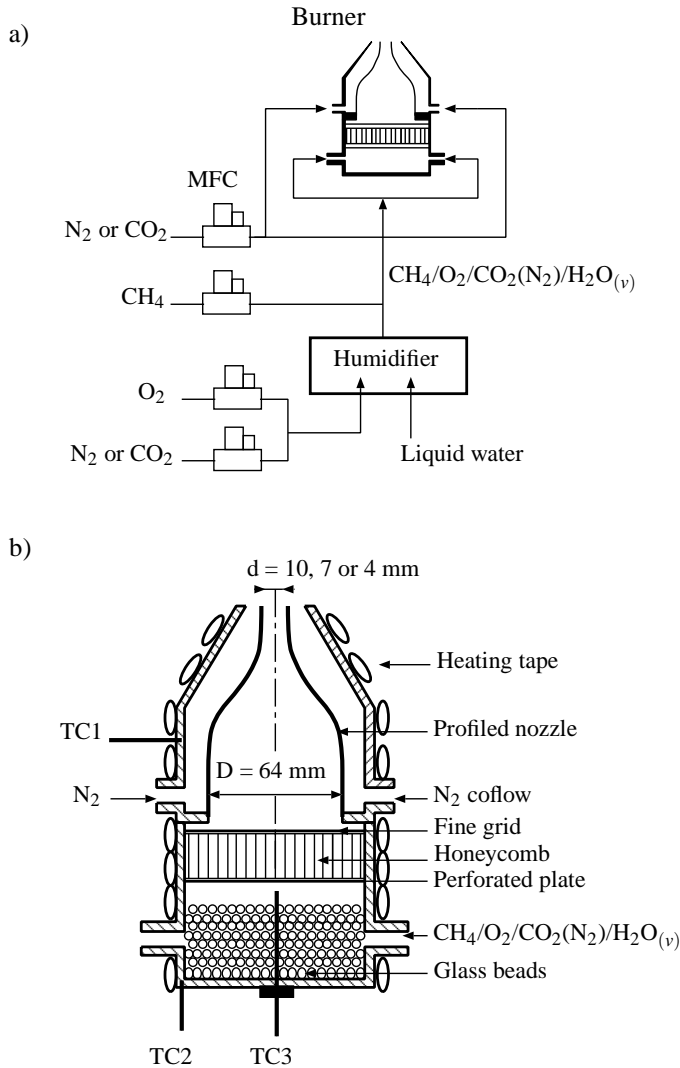 a)
Burner
MFC
N₂ or CO₂
CH₄/O₂/CO₂(N₂)/H₂O₍ᵥ₎
CH₄
Humidifier
O₂
N₂ or CO₂
Liquid water
b)
d = 10, 7 or 4 mm
Heating tape
TC1
Profiled nozzle
D = 64 mm
N₂
N₂ coflow
Fine grid
Honeycomb
Perforated plate
CH₄/O₂/CO₂(N₂)/H₂O₍ᵥ₎
Glass beads
TC2
TC3